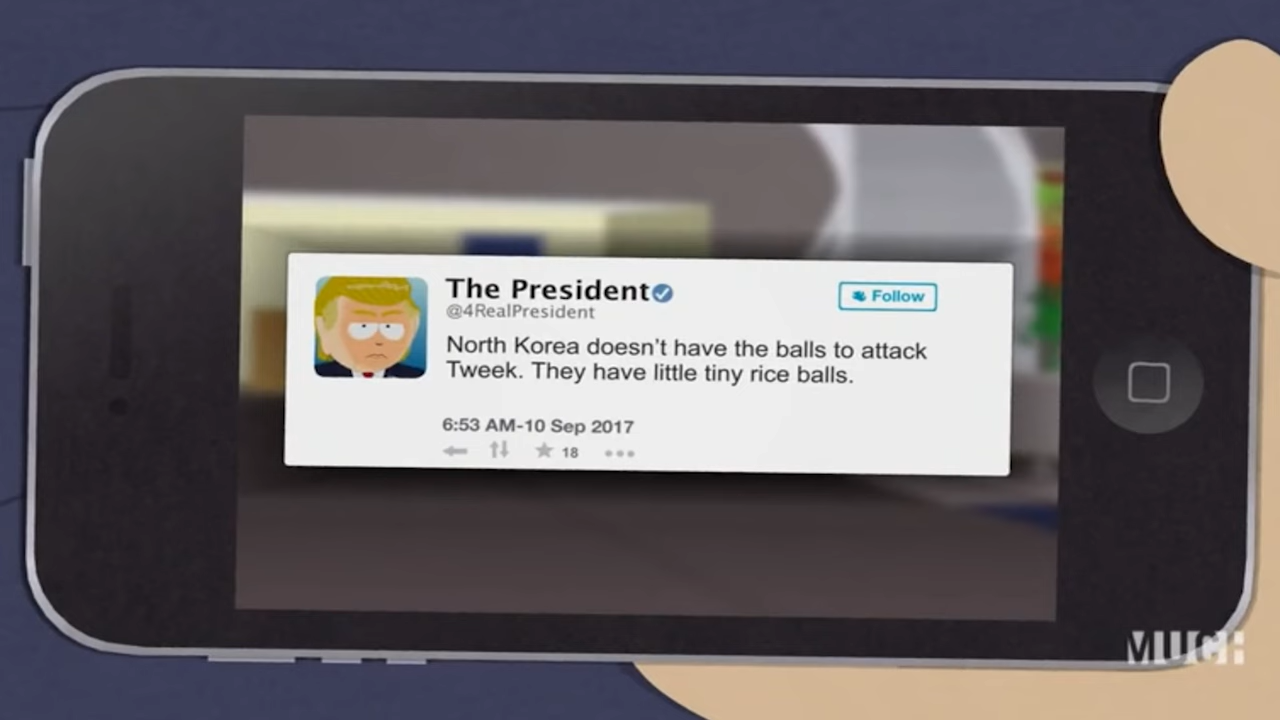 The President
@4RealPresident
Follow
North Korea doesn't have the balls to attack
Tweek. They have little tiny rice balls.
6:53 AM-10 Sep 2017
18
MUCH